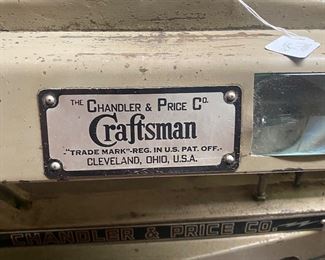 THE CHANDLER & PRICE CO.
Craftsman
-"TRADE MARK"-REG. IN U.S. PAT. OFF.-
CLEVELAND, OHIO, U.S.A.
CHANDLER & PRICE CO.